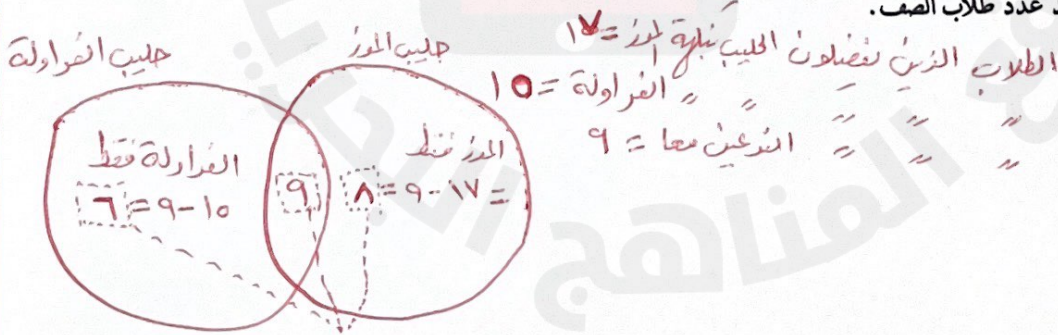 عدد طلاب الصف.
الطلاب الذين يفضلون الحليب بنكهة الموز = ١٧
〃 〃 〃 〃 〃 الفراولة = ١٥
〃 〃 〃 النوعين معا = ٩
حليب الموز
حليب الفراولة
الموز فقط
= ١٧ - ٩ = ٨
٩
الفراولة فقط
١٥ - ٩ = ٦
المناهج